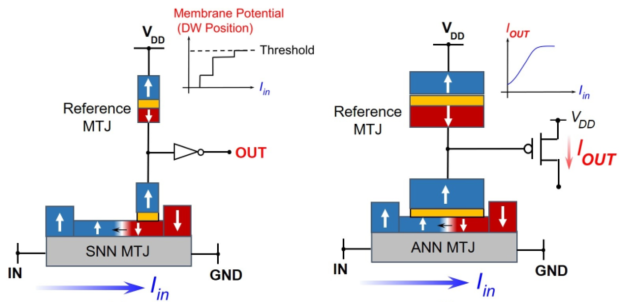 Membrane Potential
(DW Position)
Threshold
I_in
V_DD
Reference
MTJ
OUT
SNN MTJ
IN
GND
I_in
I_OUT
I_in
V_DD
Reference
MTJ
V_DD
I_OUT
ANN MTJ
IN
GND
I_in